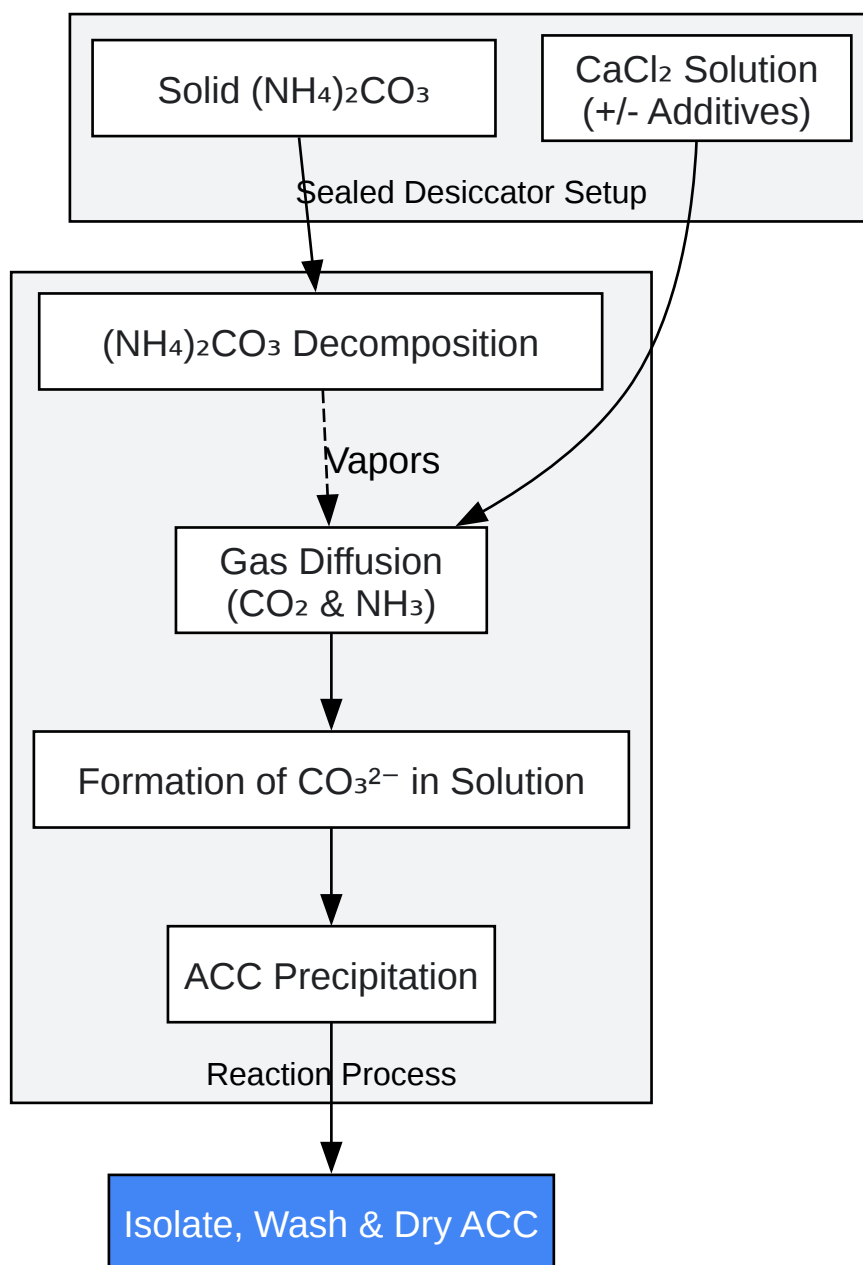 Solid (NH₄)₂CO₃
CaCl₂ Solution
(+/- Additives)
Sealed Desiccator Setup
(NH₄)₂CO₃ Decomposition
Vapors
Gas Diffusion
(CO₂ & NH₃)
Formation of CO₃²⁻ in Solution
ACC Precipitation
Reaction Process
Isolate, Wash & Dry ACC